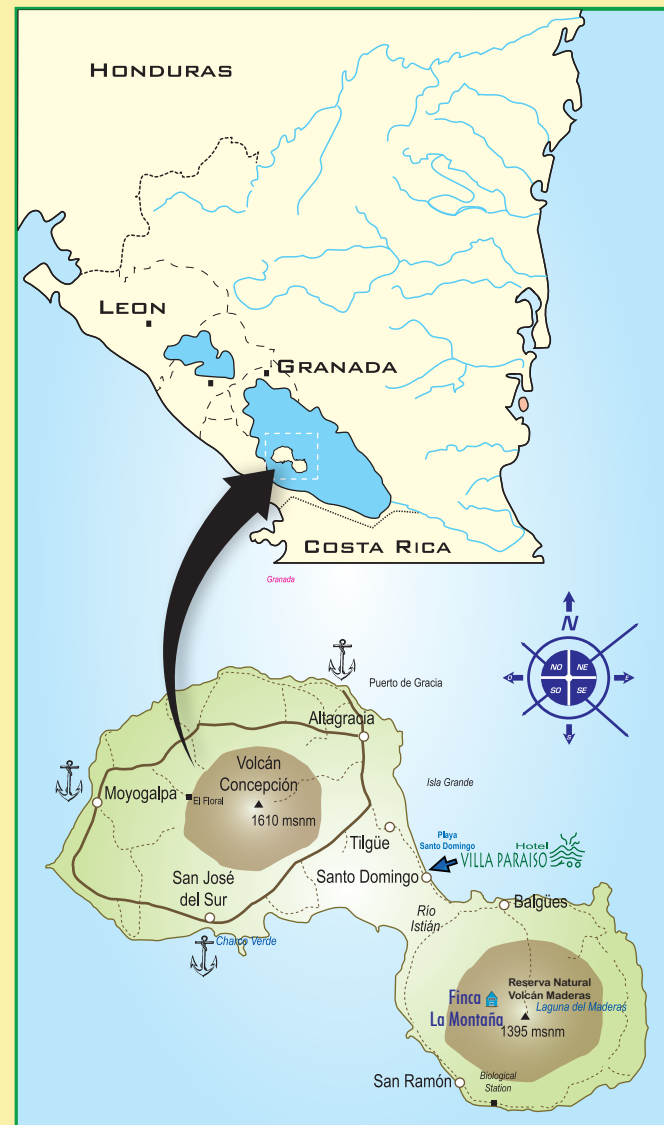 HONDURAS
LEON
GRANADA
COSTA RICA
Granada
N
NO NE
O E
SO SE
S
Puerto de Gracia
Altagracia
Volcán
Concepción
1610 msnm
Isla Grande
Moyogalpa
El Floral
Tilgüe
Playa
Santo Domingo
Hotel
VILLA PARAISO
Santo Domingo
San José
del Sur
Charco Verde
Río
Istián
Balgües
Reserva Natural
Volcán Maderas
Laguna del Maderas
Finca
La Montaña
1395 msnm
San Ramón
Biological
Station